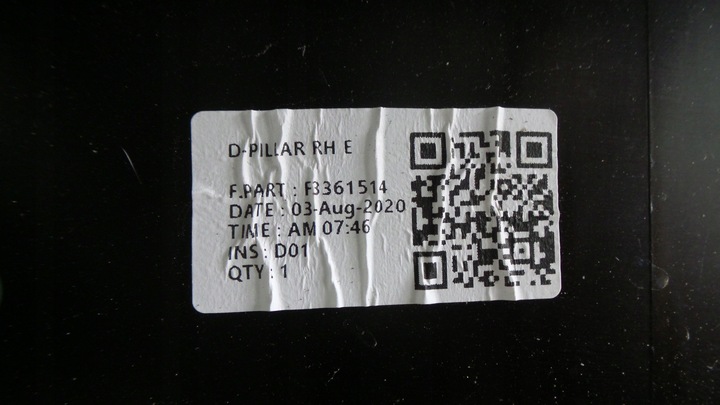 D-PILLAR RH E
F.PART : F3361514
DATE : 03-Aug-2020
TIME : AM 07:46
INS : D01
QTY : 1